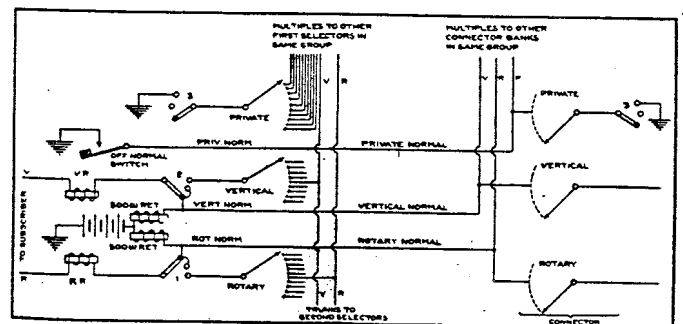 MULTIPLES TO OTHER
FIRST SELECTORS IN
SAME GROUP
MULTIPLES TO OTHER
CONNECTOR BANKS
IN SAME GROUP
V R
V R P
3
PRIVATE
PRIVATE
3
PRIV. NORM
PRIVATE NORMAL
OFF NORMAL
SWITCH
V
V R
2
VERTICAL
VERTICAL
500W RET
VERT NORM
VERTICAL NORMAL
TO SUBSCRIBER
500W RET
ROT NORM
ROTARY NORMAL
R
R R
1
ROTARY
ROTARY
V R
TRUNKS TO
SECOND SELECTORS
CONNECTOR